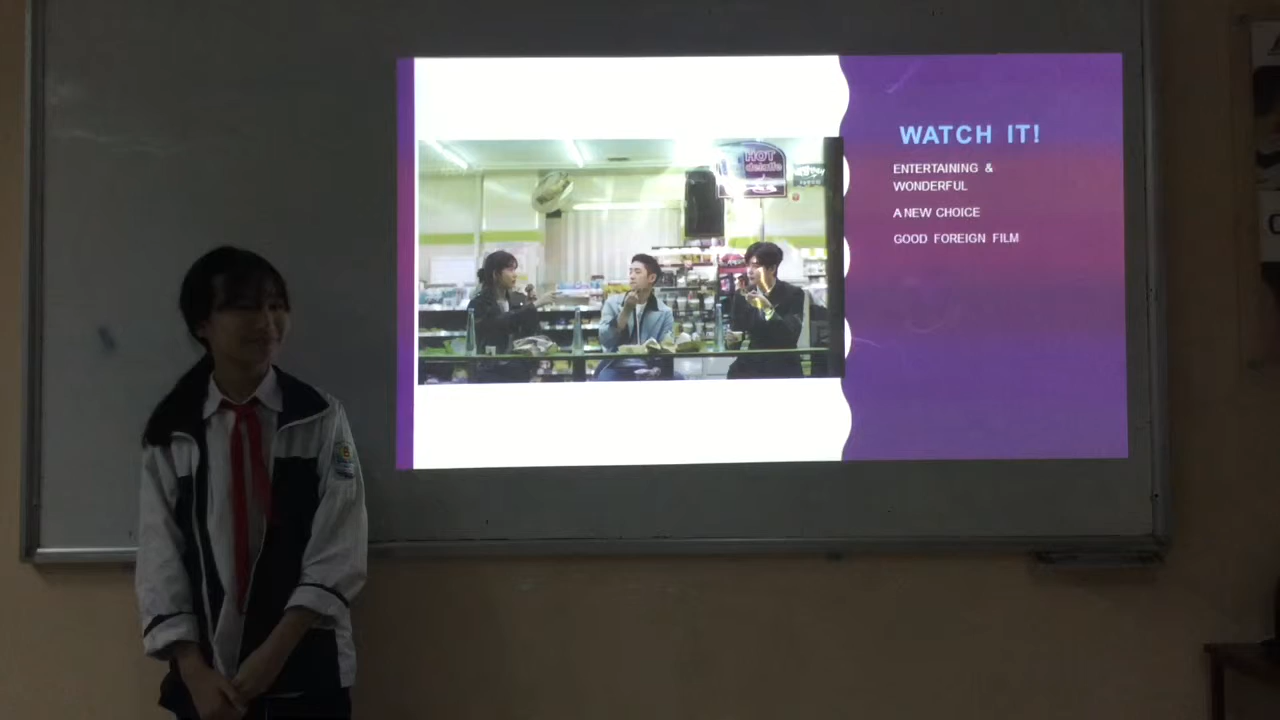 HOT
WATCH IT!
ENTERTAINING &
WONDERFUL
A NEW CHOICE
GOOD FOREIGN FILM